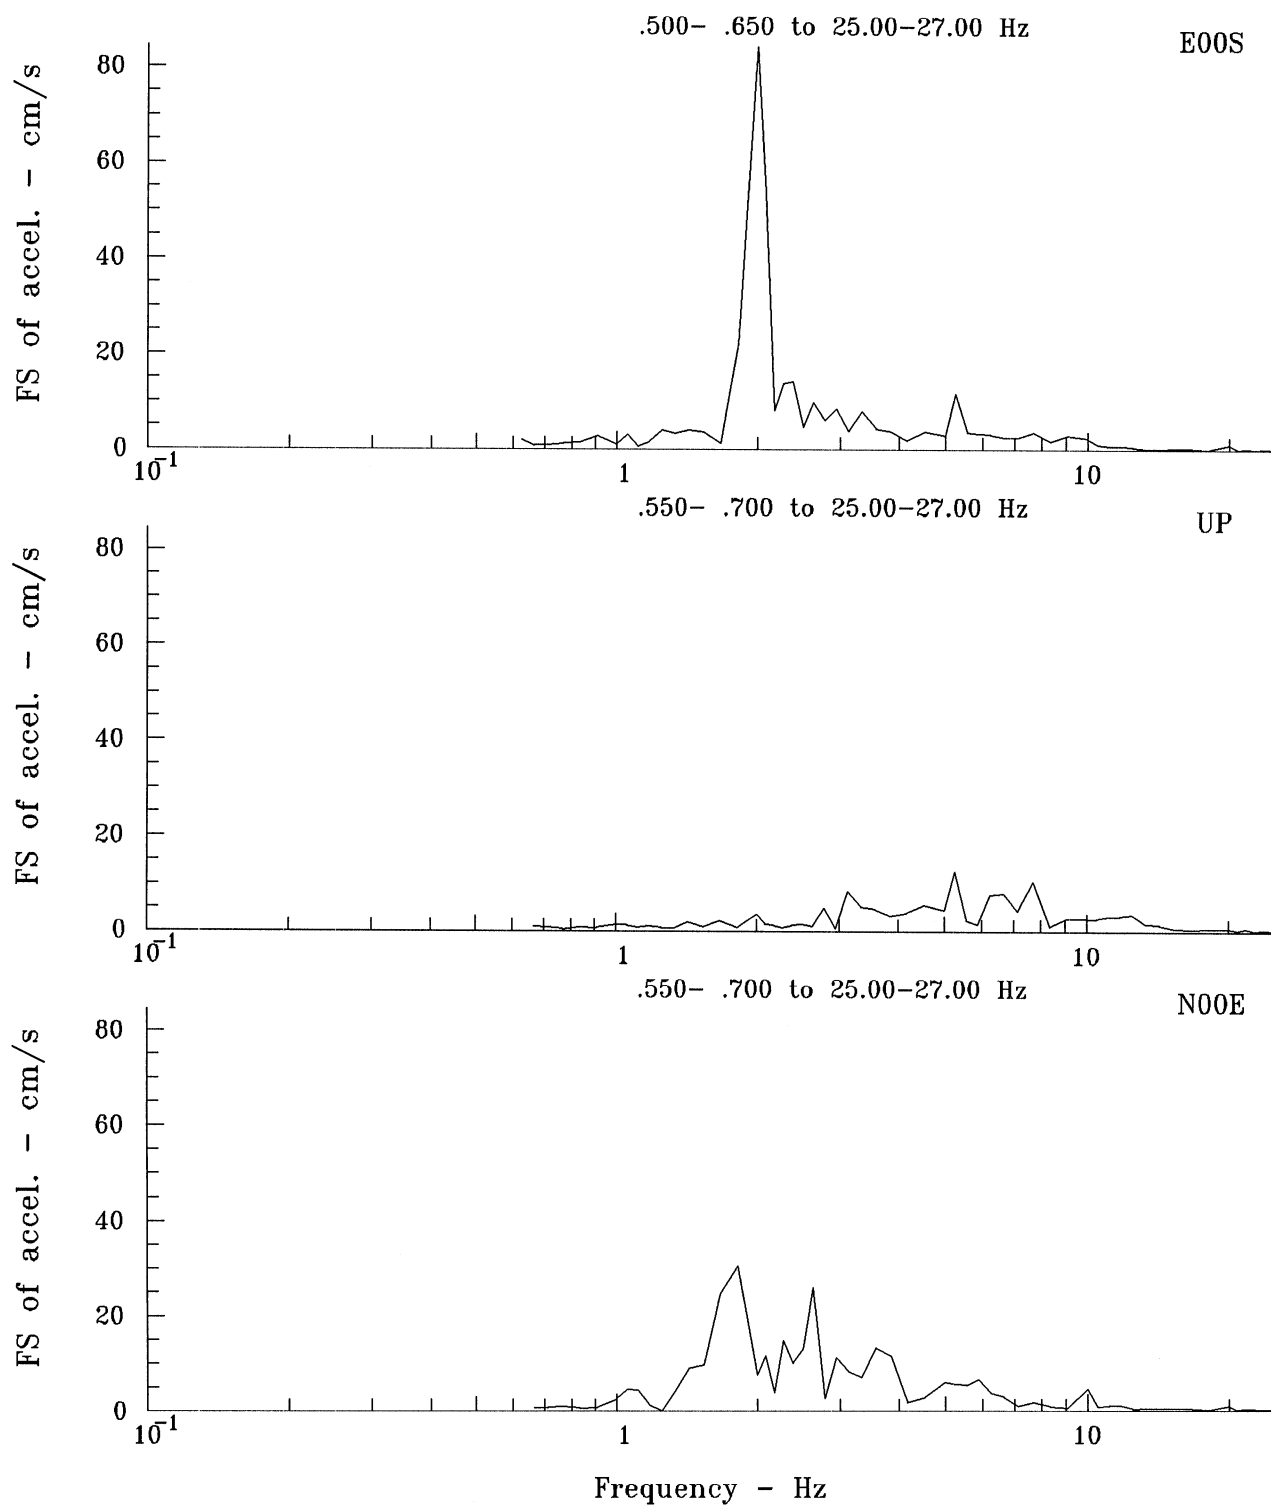 .500– .650 to 25.00–27.00 Hz
E00S
FS of accel. – cm/s
80
60
40
20
0
10⁻¹
1
10
.550– .700 to 25.00–27.00 Hz
UP
FS of accel. – cm/s
80
60
40
20
0
10⁻¹
1
10
.550– .700 to 25.00–27.00 Hz
N00E
FS of accel. – cm/s
80
60
40
20
0
10⁻¹
1
10
Frequency – Hz